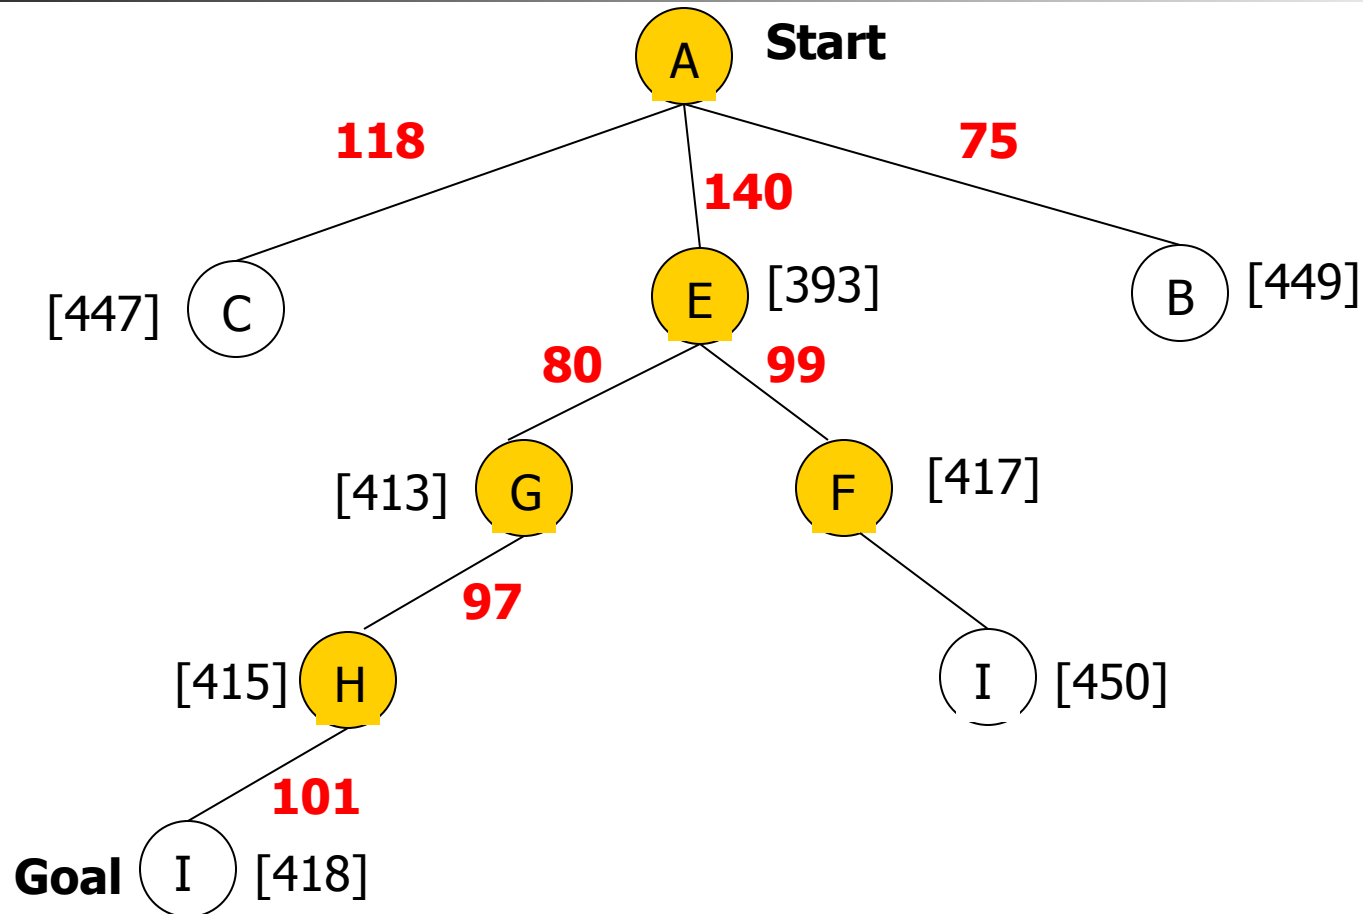 A Start
118
75
140
[447] C
E [393]
B [449]
80
99
[413] G
F [417]
97
[415] H
I [450]
101
Goal I [418]